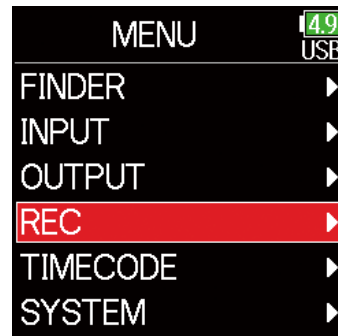 MENU
4.9
USB
FINDER
INPUT
OUTPUT
REC
TIMECODE
SYSTEM